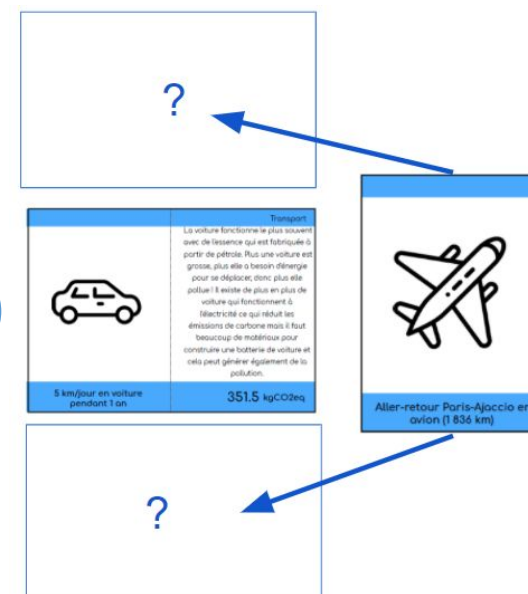 ?
Transport
La voiture fonctionne le plus souvent
avec de l'essence qui est fabriquée à
partir de pétrole. Plus une voiture est
grosse, plus elle a besoin d'énergie
pour se déplacer, donc plus elle
pollue ! Il existe de plus en plus de
voiture qui fonctionnent à
l'électricité ce qui réduit les
émissions de carbone mais il faut
beaucoup de matériaux pour
construire une batterie de voiture et
cela peut générer également de la
pollution.
5 km/jour en voiture
pendant 1 an
351.5 kgCO2eq
Aller-retour Paris-Ajaccio en
avion (1 836 km)
?